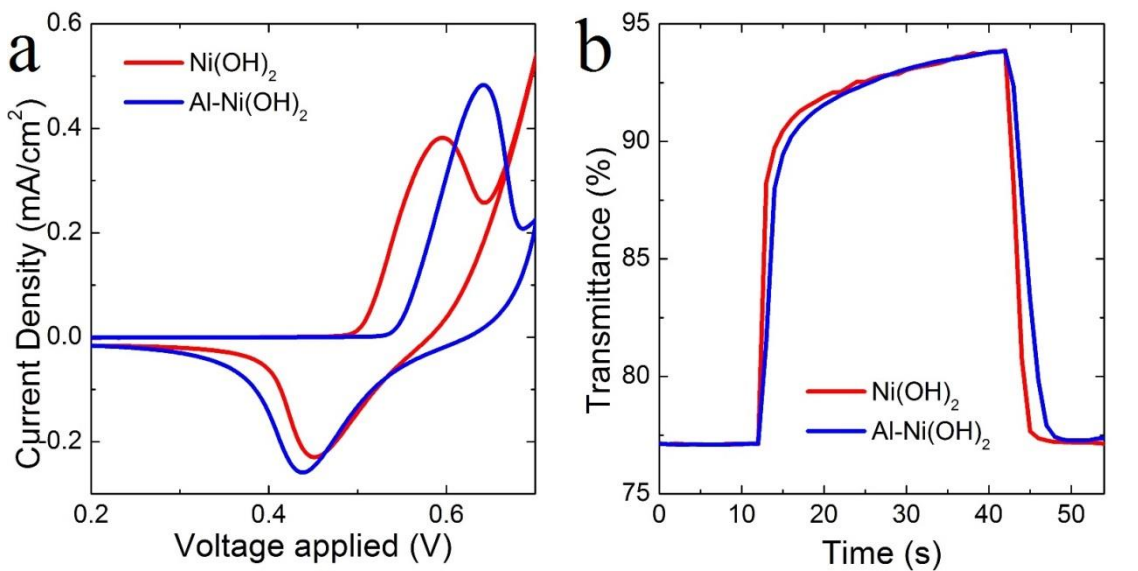 a
Ni(OH)₂
Al-Ni(OH)₂
Current Density (mA/cm²)
0.6
0.4
0.2
0.0
-0.2
0.2
0.4
0.6
Voltage applied (V)
b
Transmittance (%)
95
90
85
80
75
Ni(OH)₂
Al-Ni(OH)₂
0
10
20
30
40
50
Time (s)